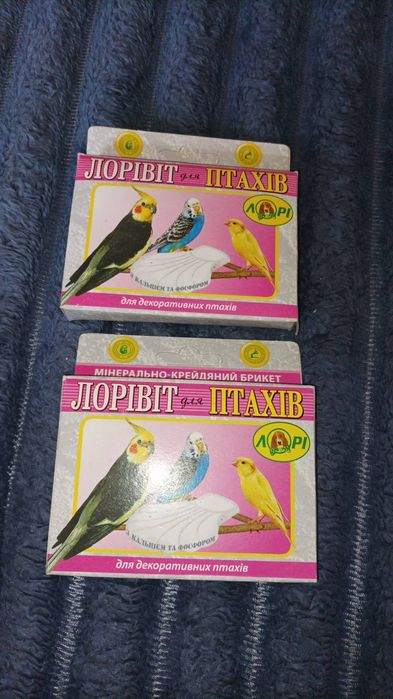 ЛОРІВІТ для ПТАХІВ
ЛОРІ
КАЛЬЦІЄМ ТА ФОСФОРОМ
для декоративних птахів
МІНЕРАЛЬНО-КРЕЙДЯНИЙ БРИКЕТ
ЛОРІВІТ для ПТАХІВ
ЛОРІ
З КАЛЬЦІЄМ ТА ФОСФОРОМ
для декоративних птахів